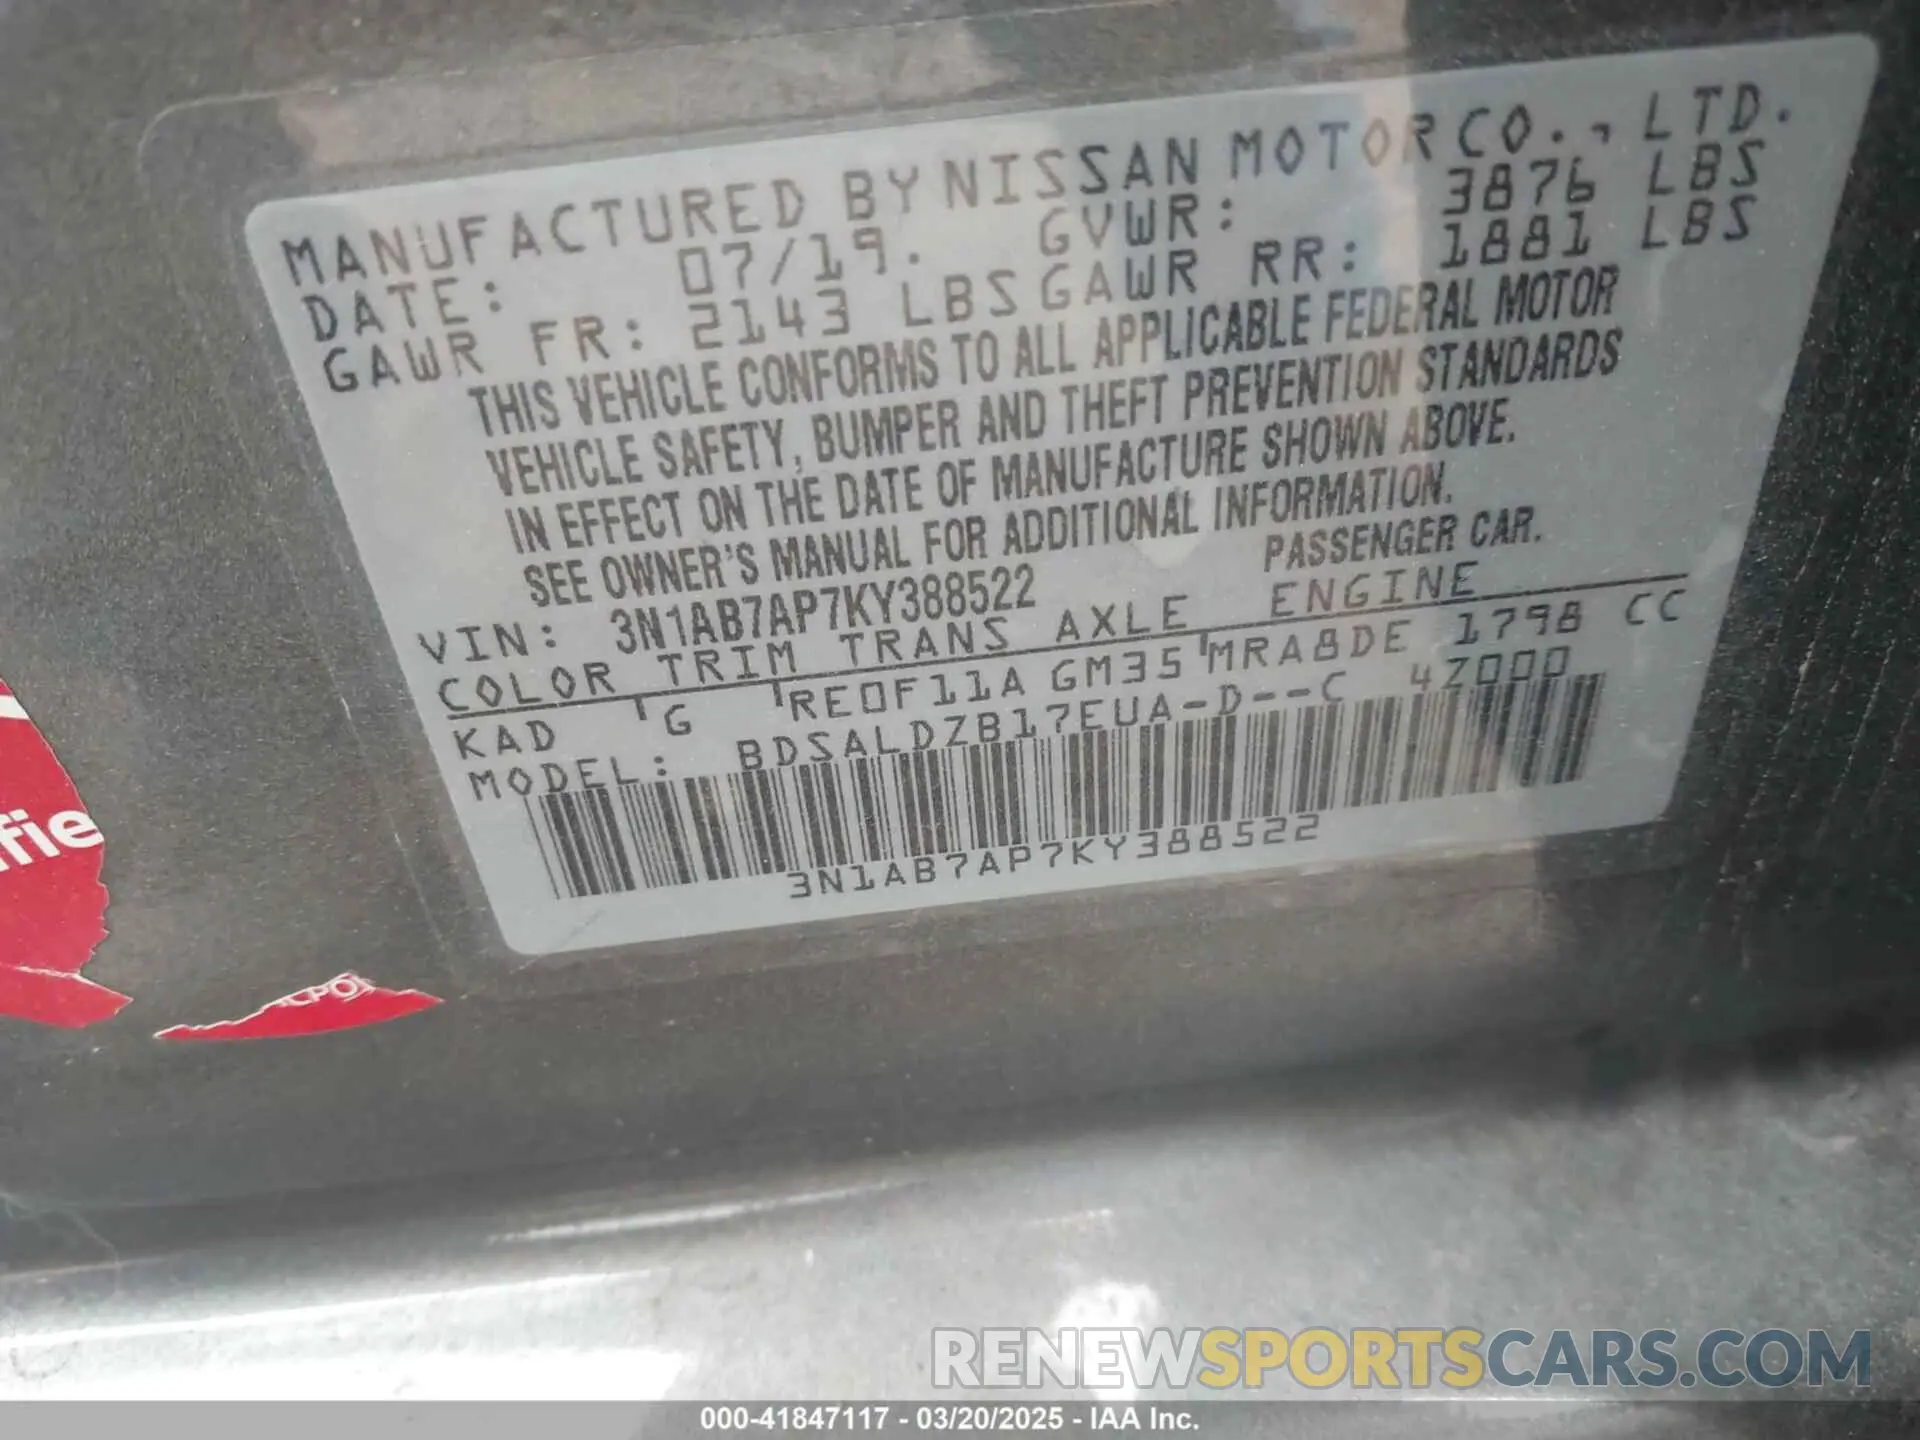 MANUFACTURED BY NISSAN MOTOR CO., LTD.
DATE: 07/19. GVWR: 3876 LBS
GAWR FR: 2143 LBS GAWR RR: 1881 LBS
THIS VEHICLE CONFORMS TO ALL APPLICABLE FEDERAL MOTOR
VEHICLE SAFETY, BUMPER AND THEFT PREVENTION STANDARDS
IN EFFECT ON THE DATE OF MANUFACTURE SHOWN ABOVE.
SEE OWNER'S MANUAL FOR ADDITIONAL INFORMATION.
VIN: 3N1AB7AP7KY388522 PASSENGER CAR.
COLOR TRIM TRANS AXLE ENGINE
KAD G RE0F11A GM35 MRA8DE 1798 CC
MODEL: BDSALDZB17EUA-D--C 4Z000
3N1AB7AP7KY388522
fie
RENEWSPORTSCARS.COM
000-41847117 - 03/20/2025 - IAA Inc.